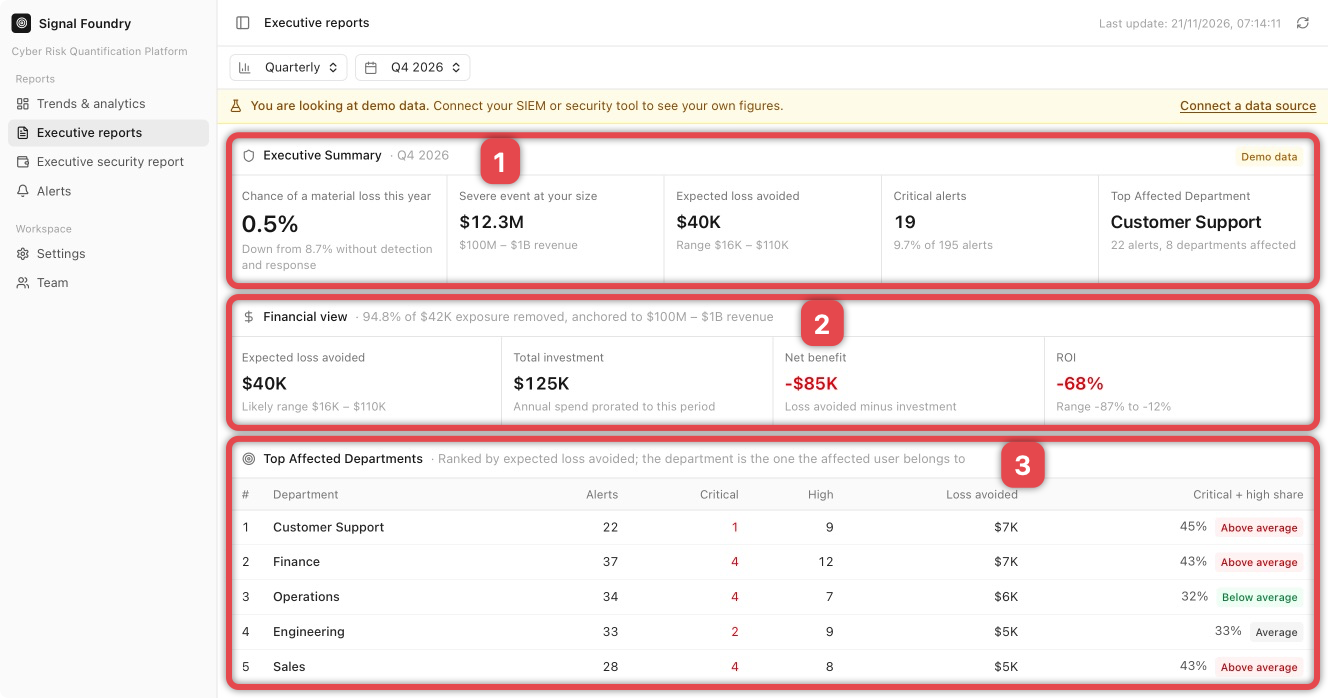 Signal Foundry
Cyber Risk Quantification Platform
Reports
Trends & analytics
Executive reports
Executive security report
Alerts
Workspace
Settings
Team
Executive reports
Last update: 21/11/2026, 07:14:11
Quarterly
Q4 2026
You are looking at demo data. Connect your SIEM or security tool to see your own figures.
Connect a data source
Executive Summary · Q4 2026
1
Demo data
Chance of a material loss this year
0.5%
Down from 8.7% without detection
and response
Severe event at your size
$12.3M
$100M – $1B revenue
Expected loss avoided
$40K
Range $16K – $110K
Critical alerts
19
9.7% of 195 alerts
Top Affected Department
Customer Support
22 alerts, 8 departments affected
Financial view · 94.8% of $42K exposure removed, anchored to $100M – $1B revenue
2
Expected loss avoided
$40K
Likely range $16K – $110K
Total investment
$125K
Annual spend prorated to this period
Net benefit
-$85K
Loss avoided minus investment
ROI
-68%
Range -87% to -12%
Top Affected Departments · Ranked by expected loss avoided; the department is the one the affected user belongs to
3
# Department Alerts Critical High Loss avoided Critical + high share
1 Customer Support 22 1 9 $7K 45% Above average
2 Finance 37 4 12 $7K 43% Above average
3 Operations 34 4 7 $6K 32% Below average
4 Engineering 33 2 9 $5K 33% Average
5 Sales 28 4 8 $5K 43% Above average